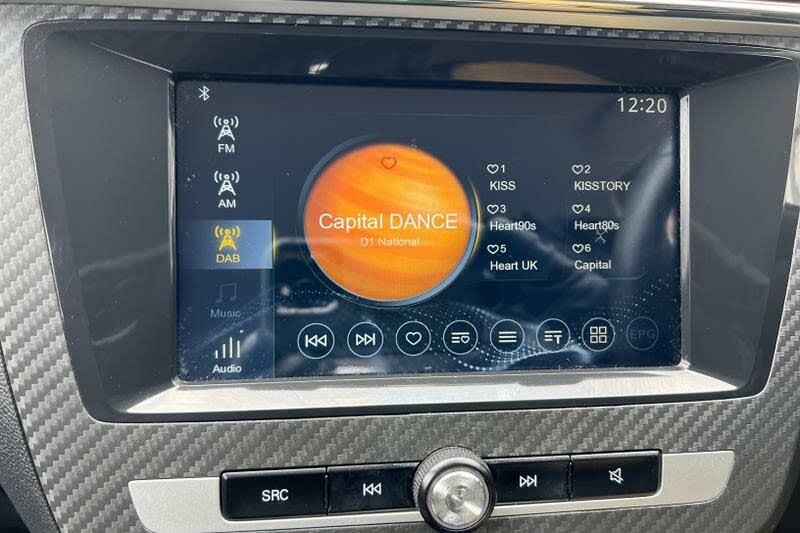 12:20
FM
AM
DAB
Music
Audio
Capital DANCE
D1 National
1
KISS
2
KISSTORY
3
Heart90s
4
Heart80s
5
Heart UK
6
Capital
T
EPG
SRC